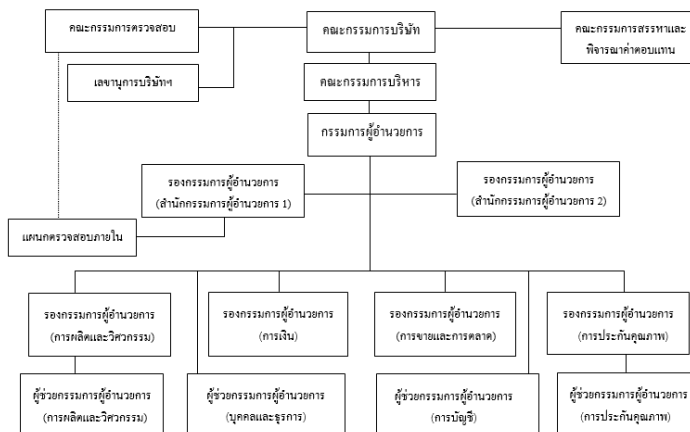 คณะกรรมการตรวจสอบ
คณะกรรมการบริษัท
คณะกรรมการสรรหาและ
พิจารณาค่าตอบแทน
เลขานุการบริษัทฯ
คณะกรรมการบริหาร
กรรมการผู้อำนวยการ
รองกรรมการผู้อำนวยการ
(สำนักกรรมการผู้อำนวยการ 1)
รองกรรมการผู้อำนวยการ
(สำนักกรรมการผู้อำนวยการ 2)
แผนกตรวจสอบภายใน
รองกรรมการผู้อำนวยการ
(การผลิตและวิศวกรรม)
รองกรรมการผู้อำนวยการ
(การเงิน)
รองกรรมการผู้อำนวยการ
(การขายและการตลาด)
รองกรรมการผู้อำนวยการ
(การประกันคุณภาพ)
ผู้ช่วยกรรมการผู้อำนวยการ
(การผลิตและวิศวกรรม)
ผู้ช่วยกรรมการผู้อำนวยการ
(บุคคลและธุรการ)
ผู้ช่วยกรรมการผู้อำนวยการ
(การบัญชี)
ผู้ช่วยกรรมการผู้อำนวยการ
(การประกันคุณภาพ)